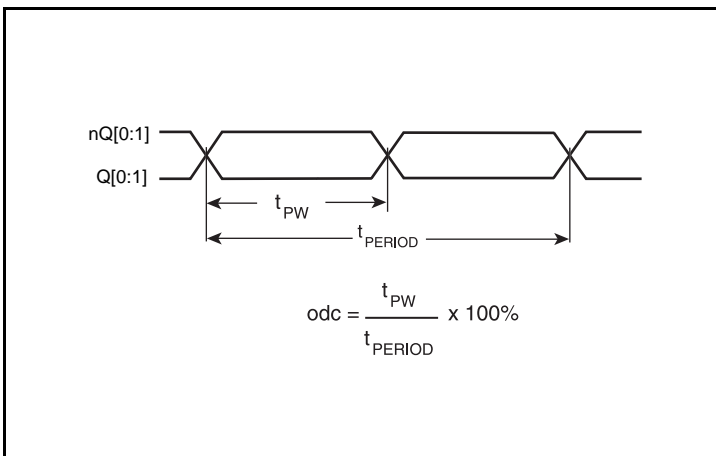 nQ[0:1]
Q[0:1]
tPW
tPERIOD
odc = tPW / tPERIOD x 100%